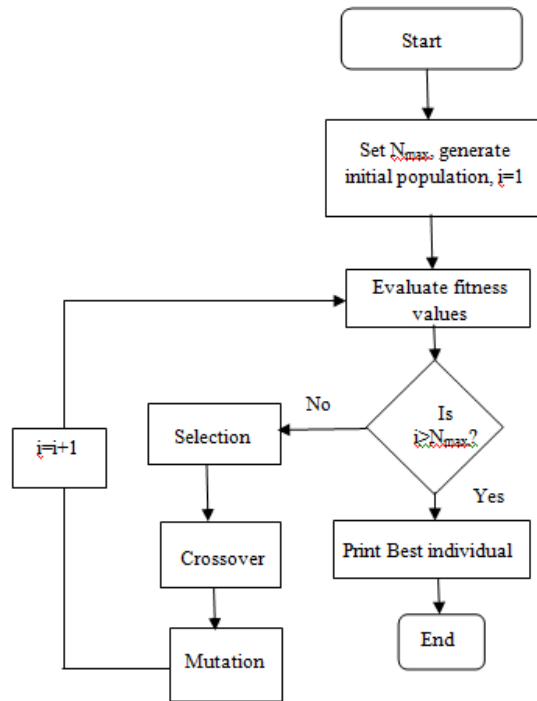 Start
Set Nmax, generate
initial population, i=1
Evaluate fitness
values
Is
i≥Nmax?
No
Yes
Selection
i=i+1
Crossover
Print Best individual
Mutation
End